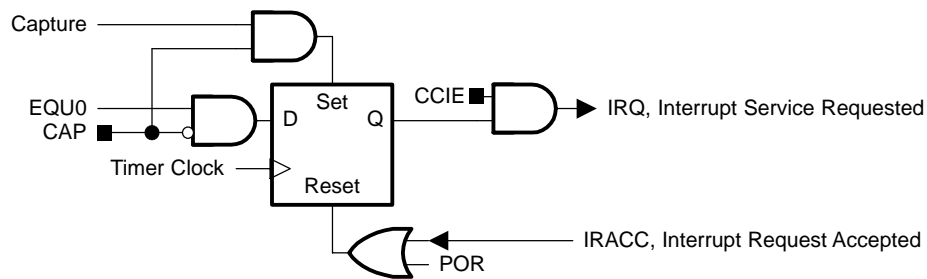 Capture
EQU0
CAP
Timer Clock
Set
D
Q
Reset
CCIE
IRQ, Interrupt Service Requested
IRACC, Interrupt Request Accepted
POR